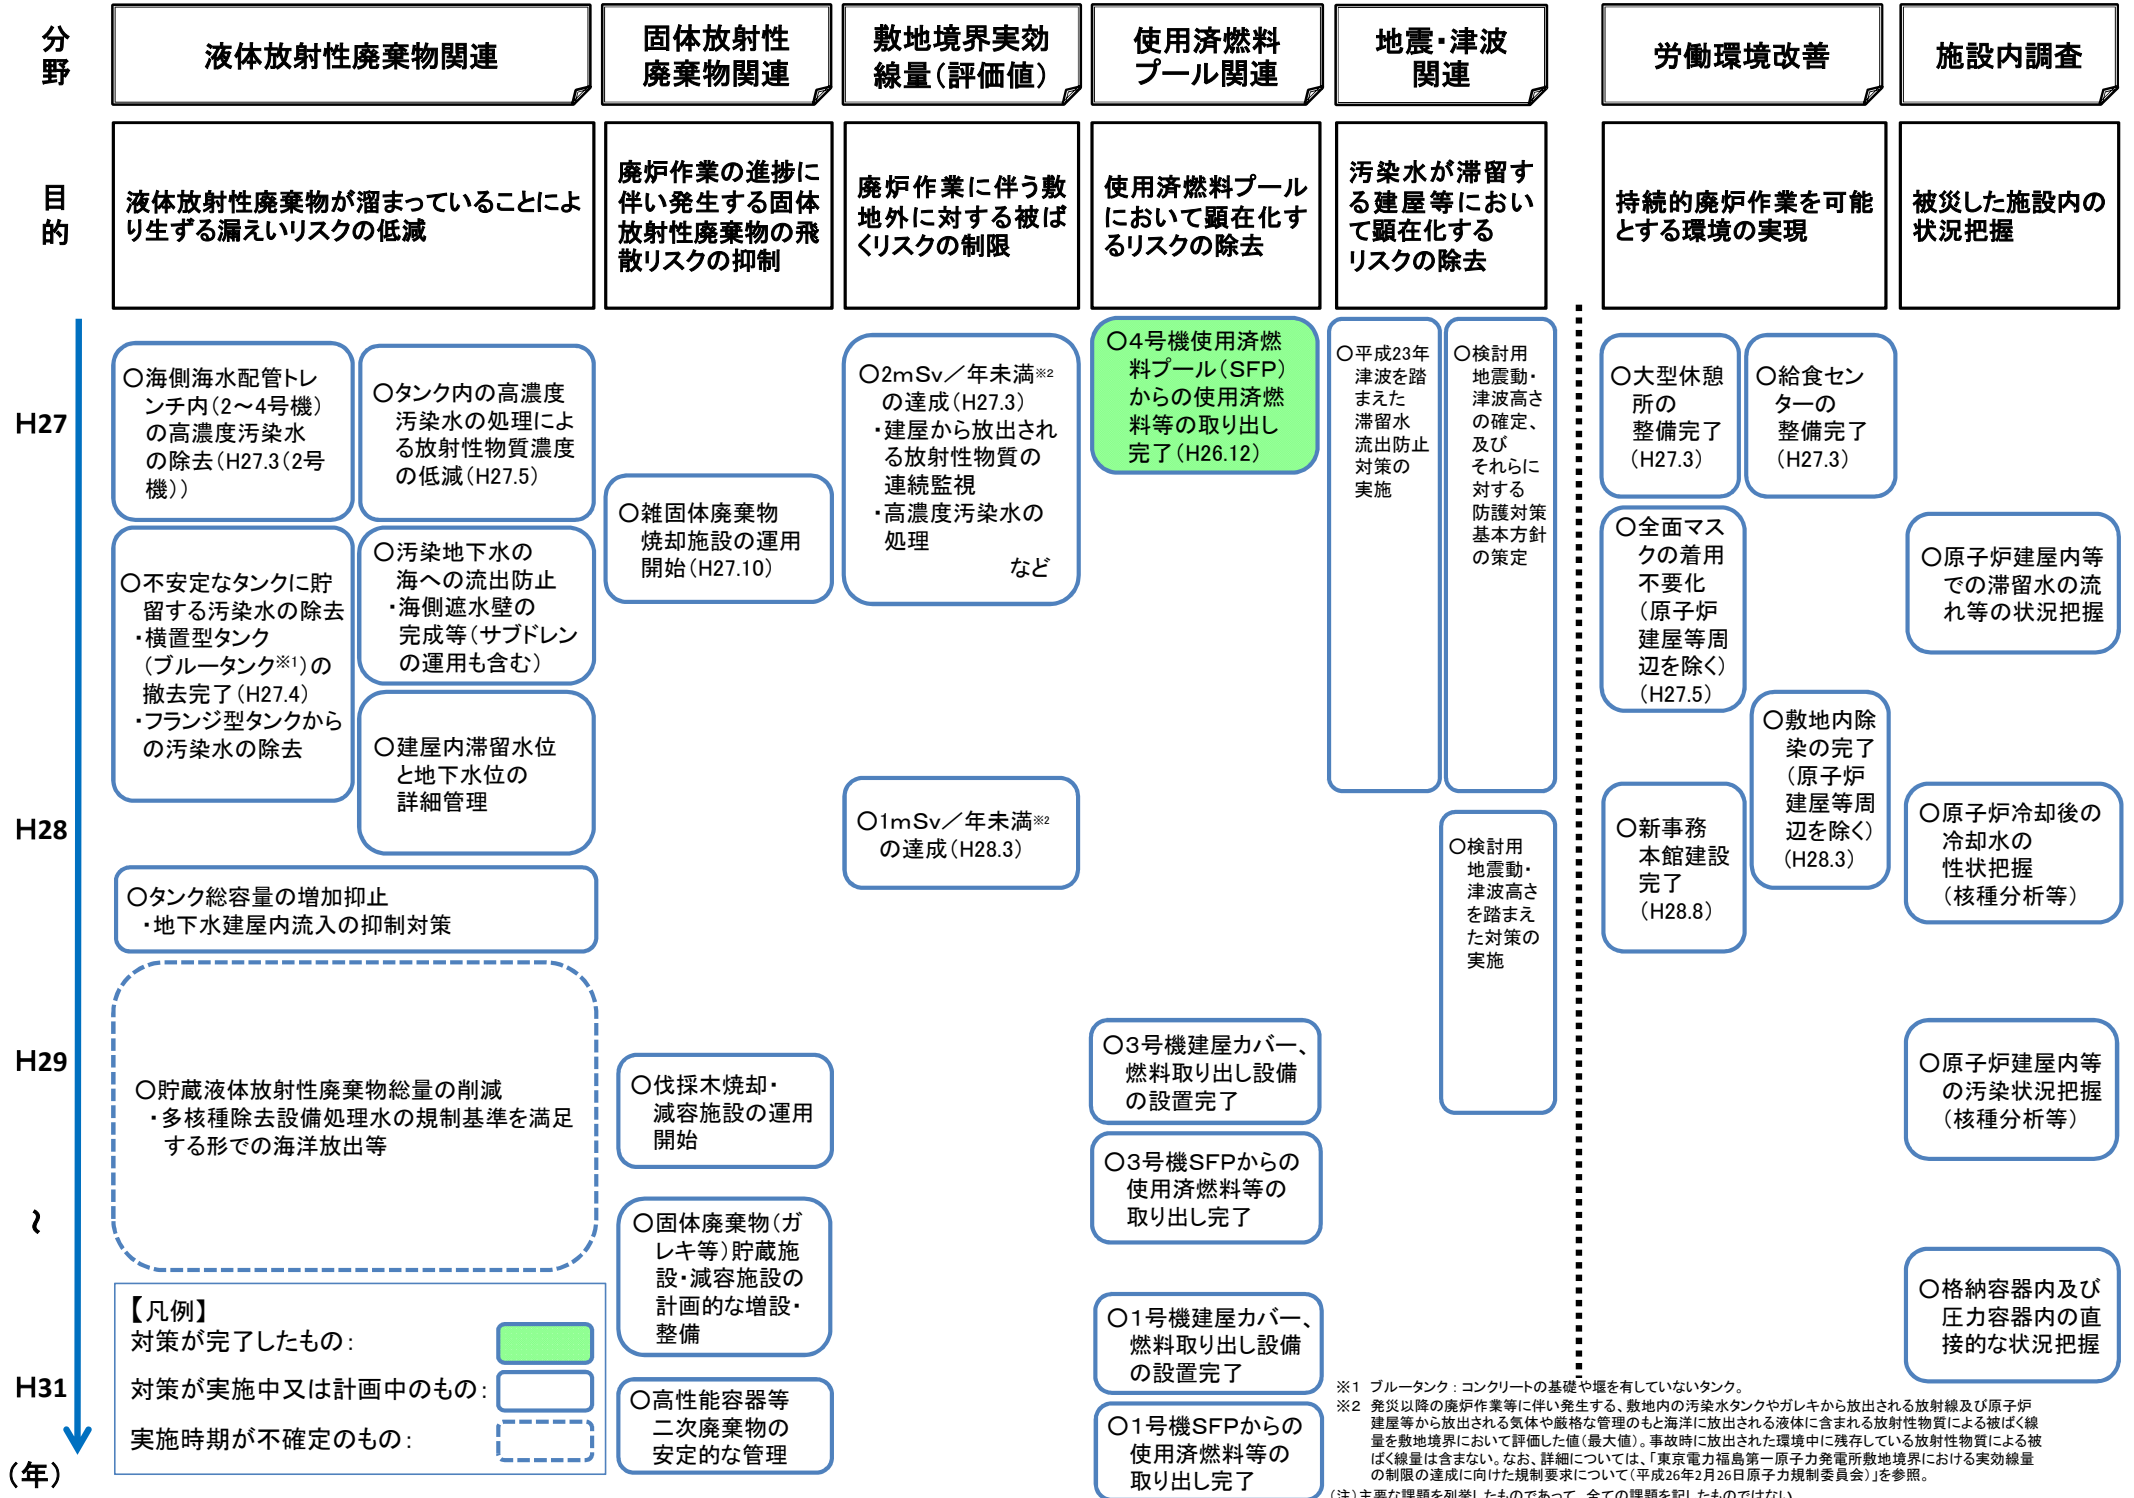 分野
液体放射性廃棄物関連
固体放射性
廃棄物関連
敷地境界実効
線量(評価値)
使用済燃料
プール関連
地震・津波
関連
労働環境改善
施設内調査
目的
液体放射性廃棄物が溜まっていることによ
り生ずる漏えいリスクの低減
廃炉作業の進捗に
伴い発生する固体
放射性廃棄物の飛
散リスクの抑制
廃炉作業に伴う敷
地外に対する被ば
くリスクの制限
使用済燃料プール
において顕在化す
るリスクの除去
汚染水が滞留す
る建屋等におい
て顕在化する
リスクの除去
持続的廃炉作業を可能
とする環境の実現
被災した施設内の
状況把握
H27
H28
H29
~
H31
(年)
○海側海水配管トレ
ンチ内(2～4号機)
の高濃度汚染水
の除去(H27.3(2号
機))
○タンク内の高濃度
汚染水の処理によ
る放射性物質濃度
の低減(H27.5)
○不安定なタンクに貯
留する汚染水の除去
・横置型タンク
(ブルータンク※1)の
撤去完了(H27.4)
・フランジ型タンクから
の汚染水の除去
○汚染地下水の
海への流出防止
・海側遮水壁の
完成等(サブドレン
の運用も含む)
○建屋内滞留水位
と地下水位の
詳細管理
○タンク総容量の増加抑止
・地下水建屋内流入の抑制対策
○貯蔵液体放射性廃棄物総量の削減
・多核種除去設備処理水の規制基準を満足
する形での海洋放出等
○雑固体廃棄物
焼却施設の運用
開始(H27.10)
○伐採木焼却・
減容施設の運用
開始
○固体廃棄物(ガ
レキ等)貯蔵施
設・減容施設の
計画的な増設・
整備
○高性能容器等
二次廃棄物の
安定的な管理
○2mSv／年未満※2
の達成(H27.3)
・建屋から放出され
る放射性物質の
連続監視
・高濃度汚染水の
処理
など
○1mSv／年未満※2
の達成(H28.3)
○4号機使用済燃
料プール(SFP)
からの使用済燃
料等の取り出し
完了(H26.12)
○3号機建屋カバー、
燃料取り出し設備
の設置完了
○3号機SFPからの
使用済燃料等の
取り出し完了
○1号機建屋カバー、
燃料取り出し設備
の設置完了
○1号機SFPからの
使用済燃料等の
取り出し完了
○平成23年
津波を踏
まえた
滞留水
流出防止
対策の
実施
○検討用
地震動・
津波高さ
の確定、
及び
それらに
対する
防護対策
基本方針
の策定
○検討用
地震動・
津波高さ
を踏まえ
た対策の
実施
○大型休憩
所の
整備完了
(H27.3)
○給食セン
ターの
整備完了
(H27.3)
○全面マス
クの着用
不要化
(原子炉
建屋等周
辺を除く)
(H27.5)
○敷地内除
染の完了
(原子炉
建屋等周
辺を除く)
(H28.3)
○新事務
本館建設
完了
(H28.8)
○原子炉建屋内等
での滞留水の流
れ等の状況把握
○原子炉冷却後の
冷却水の
性状把握
(核種分析等)
○原子炉建屋内等
の汚染状況把握
(核種分析等)
○格納容器内及び
圧力容器内の直
接的な状況把握
【凡例】
対策が完了したもの:
対策が実施中又は計画中のもの:
実施時期が不確定のもの:
※1 ブルータンク：コンクリートの基礎や堰を有していないタンク。
※2 発災以降の廃炉作業等に伴い発生する、敷地内の汚染水タンクやガレキから放出される放射線及び原子炉
建屋等から放出される気体や厳格な管理のもと海洋に放出される液体に含まれる放射性物質による被ばく線
量を敷地境界において評価した値(最大値)。事故時に放出された環境中に残存している放射性物質による被
ばく線量は含まない。なお、詳細については、「東京電力福島第一原子力発電所敷地境界における実効線量
の制限の達成に向けた規制要求について(平成26年2月26日原子力規制委員会)」を参照。
(注)主要な課題を列挙したものであって、全ての課題を記したものではない